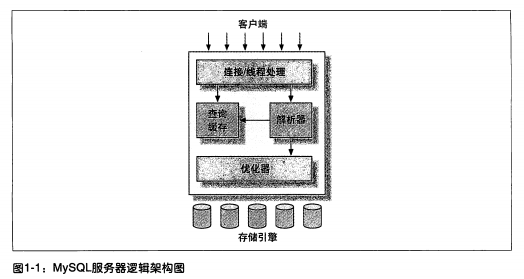 客户端
连接/线程处理
查询
缓存
解析器
优化器
存储引擎
图1-1：MySQL服务器逻辑架构图